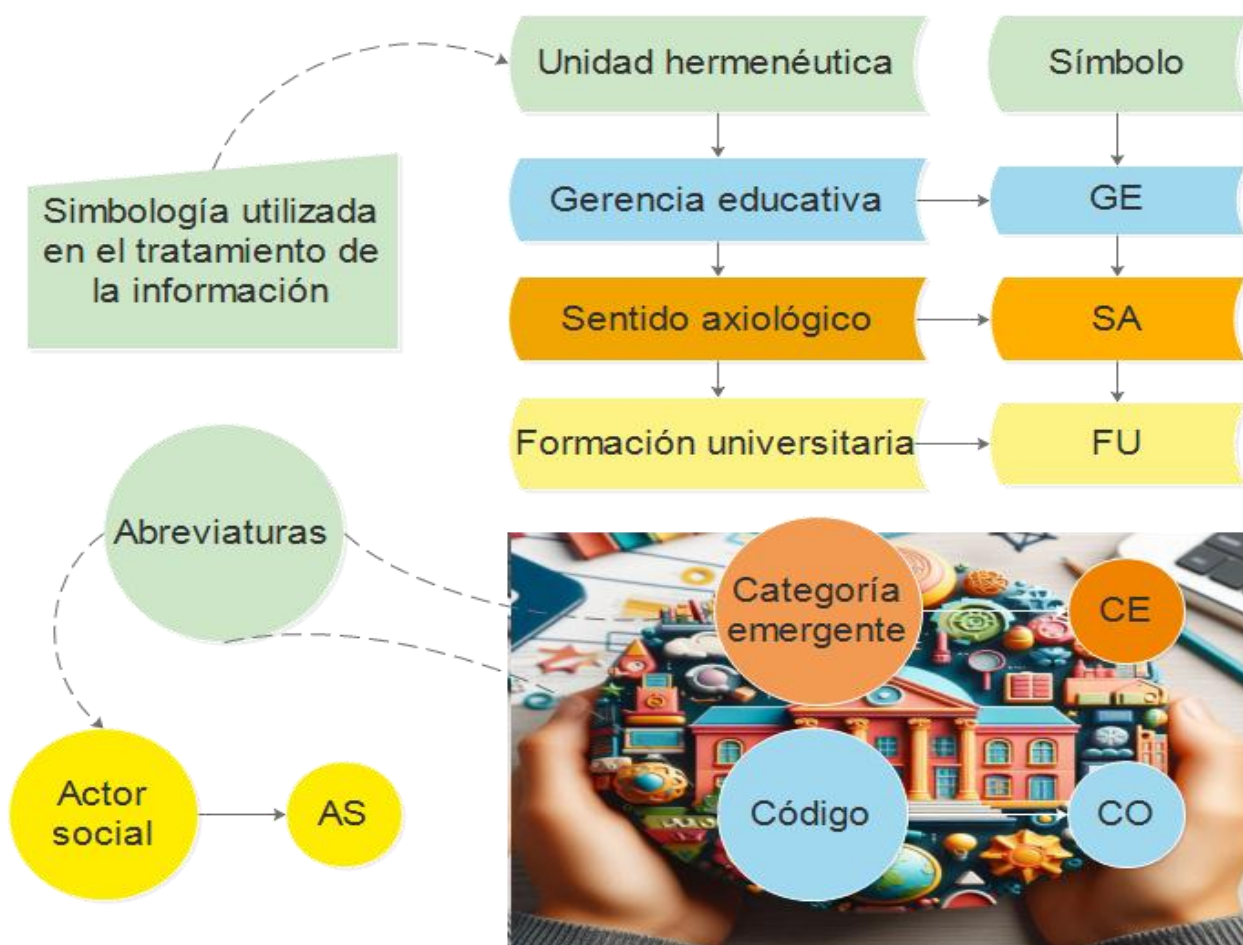 Unidad hermenéutica
Símbolo
Simbología utilizada
en el tratamiento de
la información
Gerencia educativa
GE
Sentido axiológico
SA
Formación universitaria
FU
Abreviaturas
Categoría
emergente
CE
Actor
social
AS
Código
CO